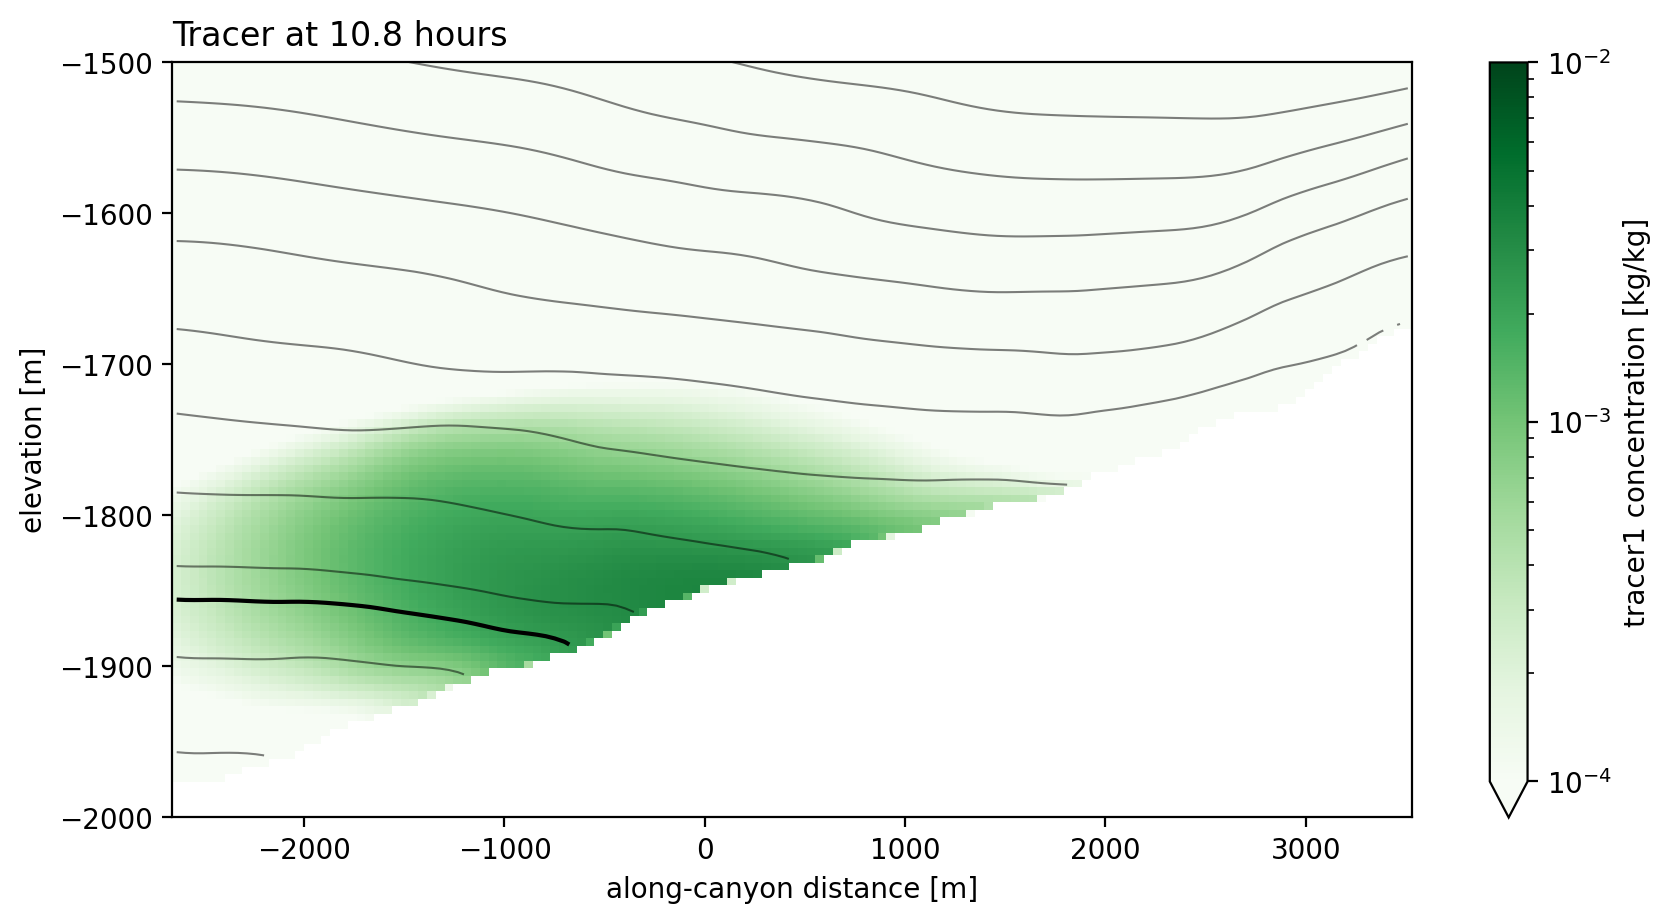 Tracer at 10.8 hours
−1500
−1600
−1700
−1800
−1900
−2000
elevation [m]
−2000 −1000 0 1000 2000 3000
along-canyon distance [m]
10⁻²
10⁻³
10⁻⁴
tracer1 concentration [kg/kg]